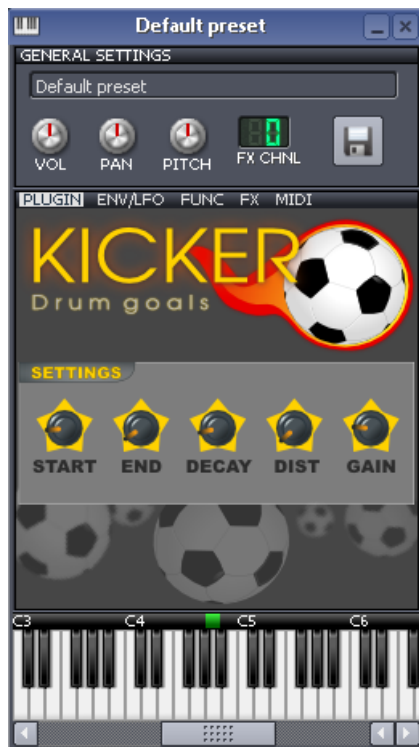 Default preset
GENERAL SETTINGS
Default preset
0
VOL PAN PITCH FX CHNL
PLUGIN ENV/LFO FUNC FX MIDI
KICKER
Drum goals
SETTINGS
START END DECAY DIST GAIN
C3 C4 C5 C6